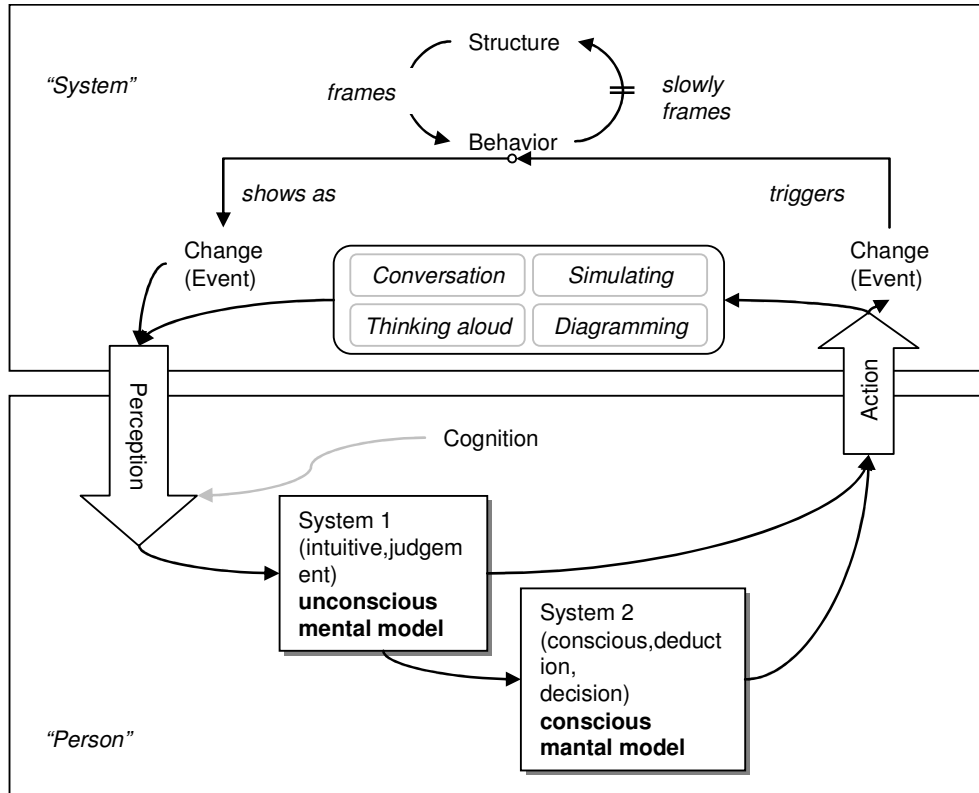 Structure
“System”
frames
slowly
frames
Behavior
shows as
triggers
Change
(Event)
Change
(Event)
Conversation
Simulating
Thinking aloud
Diagramming
Perception
Action
Cognition
System 1
(intuitive,judgem
ent)
unconscious
mental model
System 2
(conscious,deduct
ion,
decision)
conscious
mantal model
“Person”